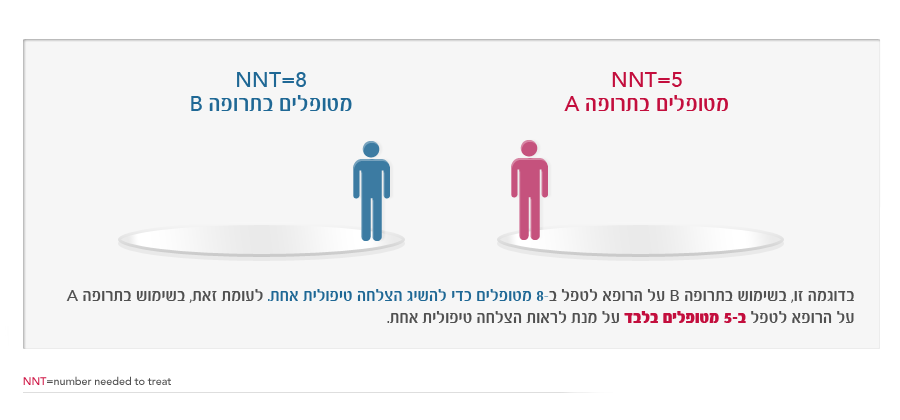 NNT=5
מטופלים בתרופה A
NNT=8
מטופלים בתרופה B
בדוגמה זו, בשימוש בתרופה B על הרופא לטפל ב-8 מטופלים כדי להשיג הצלחה טיפולית אחת. לעומת זאת, בשימוש בתרופה A
על הרופא לטפל ב-5 מטופלים בלבד על מנת לראות הצלחה טיפולית אחת.
NNT=number needed to treat